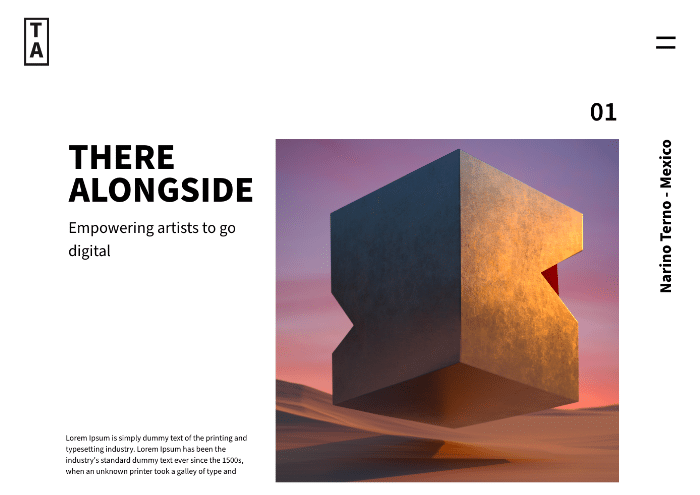 T
A
01
THERE
ALONGSIDE
Empowering artists to go
digital
Narino Terno - Mexico
Lorem Ipsum is simply dummy text of the printing and
typesetting industry. Lorem Ipsum has been the
industry's standard dummy text ever since the 1500s,
when an unknown printer took a galley of type and